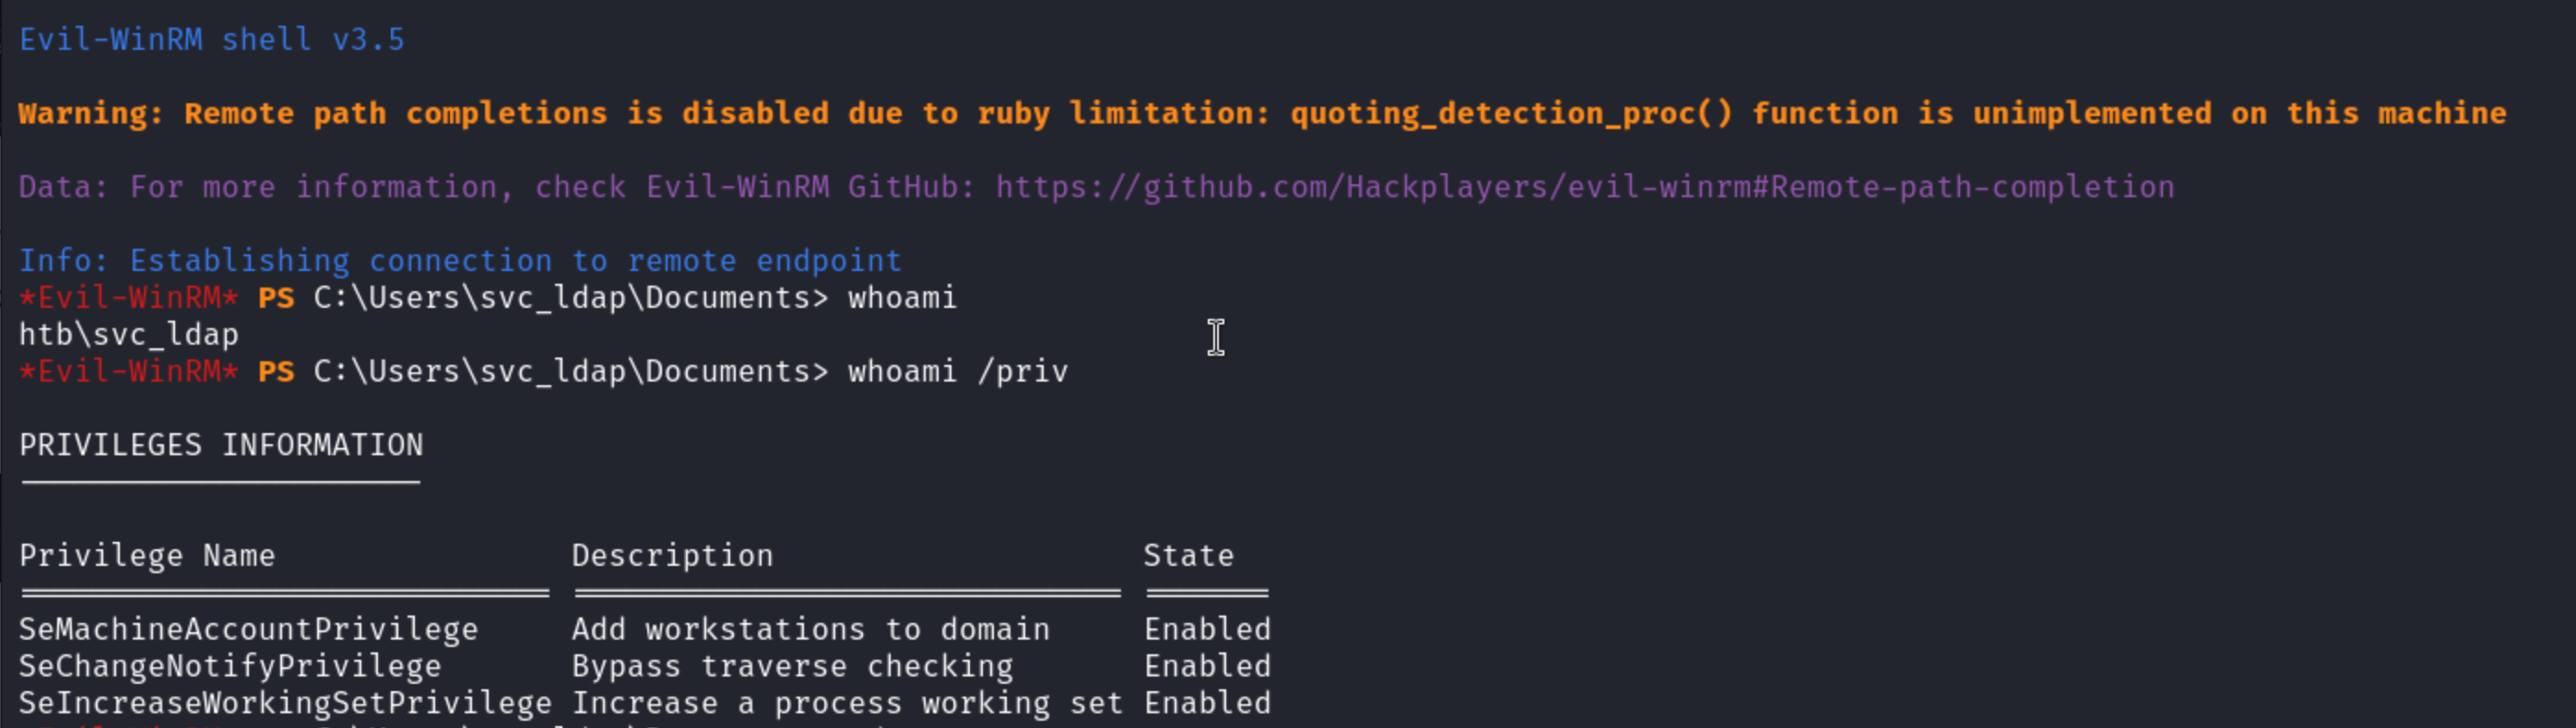 Evil-WinRM shell v3.5
Warning: Remote path completions is disabled due to ruby limitation: quoting_detection_proc() function is unimplemented on this machine
Data: For more information, check Evil-WinRM GitHub: https://github.com/Hackplayers/evil-winrm#Remote-path-completion
Info: Establishing connection to remote endpoint
*Evil-WinRM* PS C:\Users\svc_ldap\Documents> whoami
htb\svc_ldap
*Evil-WinRM* PS C:\Users\svc_ldap\Documents> whoami /priv
PRIVILEGES INFORMATION
Privilege Name Description State
SeMachineAccountPrivilege Add workstations to domain Enabled
SeChangeNotifyPrivilege Bypass traverse checking Enabled
SeIncreaseWorkingSetPrivilege Increase a process working set Enabled